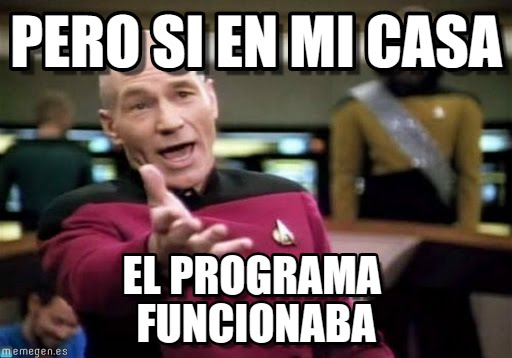 PERO SI EN MI CASA
EL PROGRAMA
FUNCIONABA
memegen.es